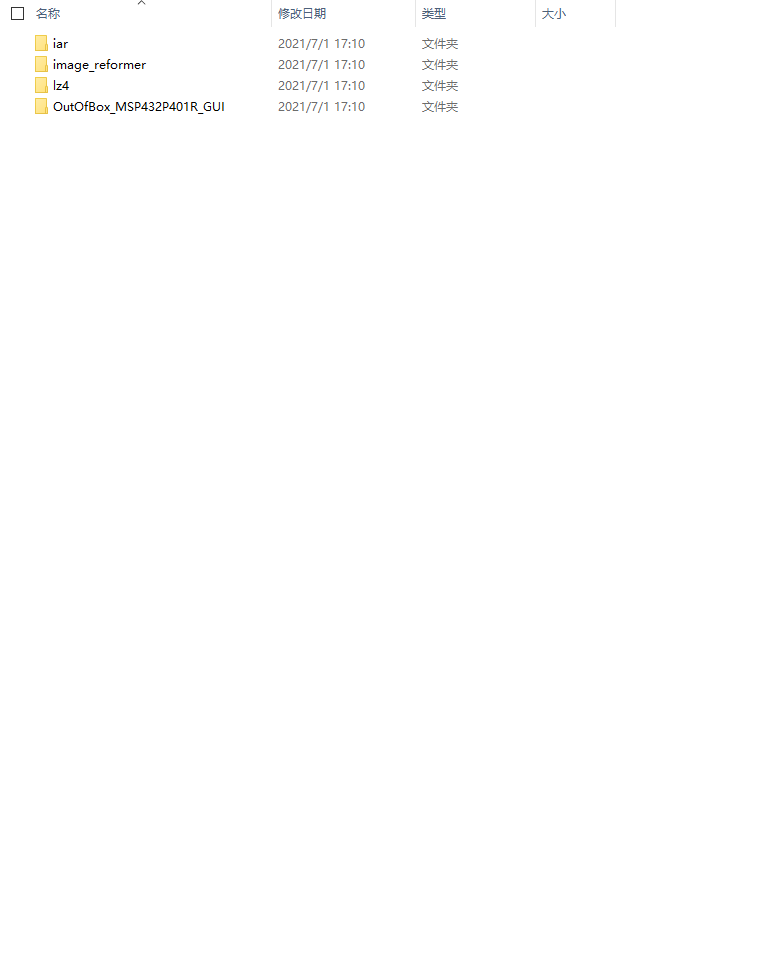 名称 修改日期 类型 大小
iar 2021/7/1 17:10 文件夹
image_reformer 2021/7/1 17:10 文件夹
lz4 2021/7/1 17:10 文件夹
OutOfBox_MSP432P401R_GUI 2021/7/1 17:10 文件夹